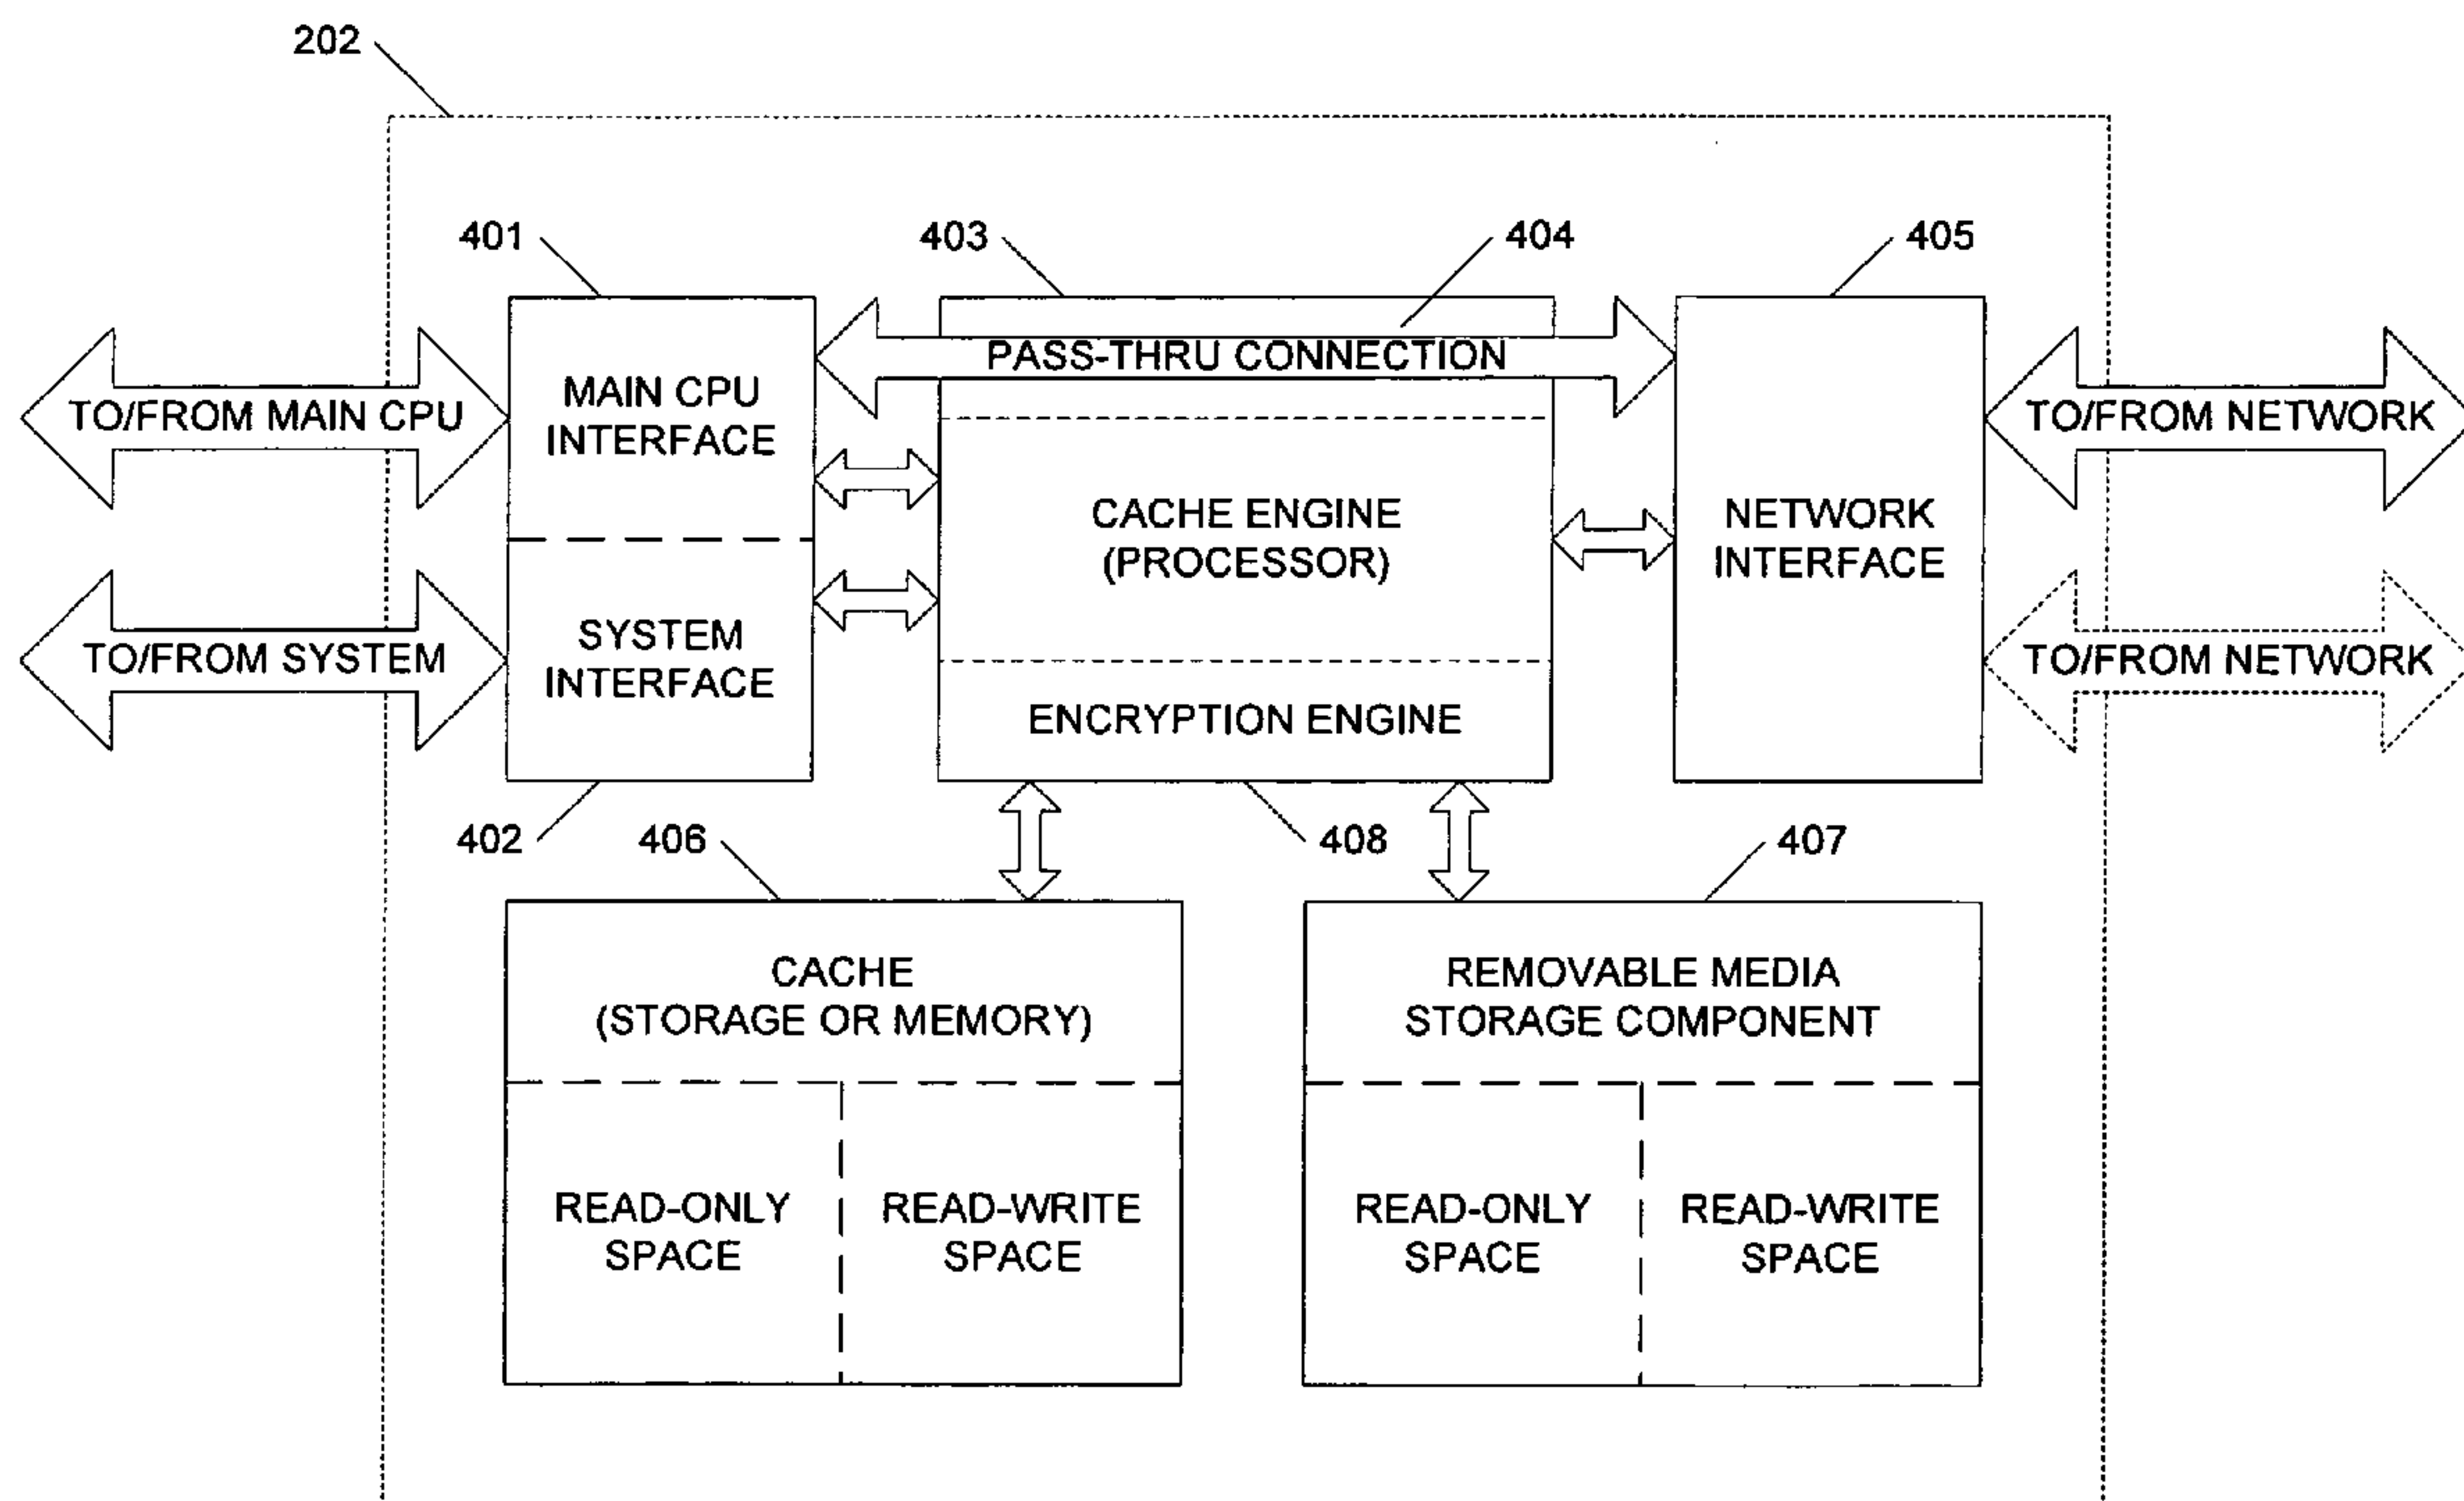 202
401
403
404
405
PASS-THRU CONNECTION
MAIN CPU
INTERFACE
TO/FROM MAIN CPU
TO/FROM NETWORK
CACHE ENGINE
(PROCESSOR)
NETWORK
INTERFACE
SYSTEM
INTERFACE
TO/FROM SYSTEM
TO/FROM NETWORK
ENCRYPTION ENGINE
402
406
408
407
CACHE
(STORAGE OR MEMORY)
REMOVABLE MEDIA
STORAGE COMPONENT
READ-ONLY
SPACE
READ-WRITE
SPACE
READ-ONLY
SPACE
READ-WRITE
SPACE